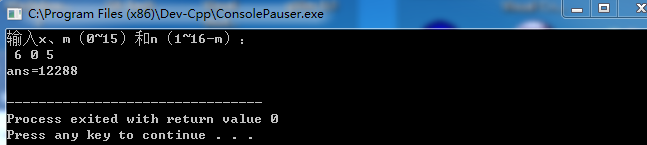 C:\Program Files (x86)\Dev-Cpp\ConsolePauser.exe
输入x、m（0~15）和n（1~16-m）：
6 0 5
ans=12288
--------------------------------
Process exited with return value 0
Press any key to continue . . .